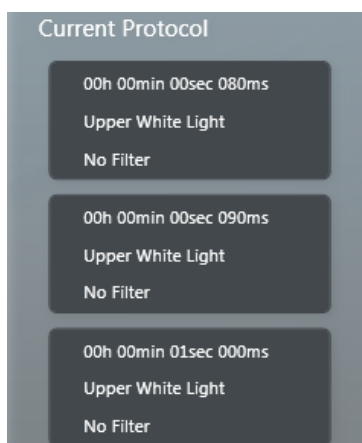 Current Protocol
00h 00min 00sec 080ms
Upper White Light
No Filter
00h 00min 00sec 090ms
Upper White Light
No Filter
00h 00min 01sec 000ms
Upper White Light
No Filter